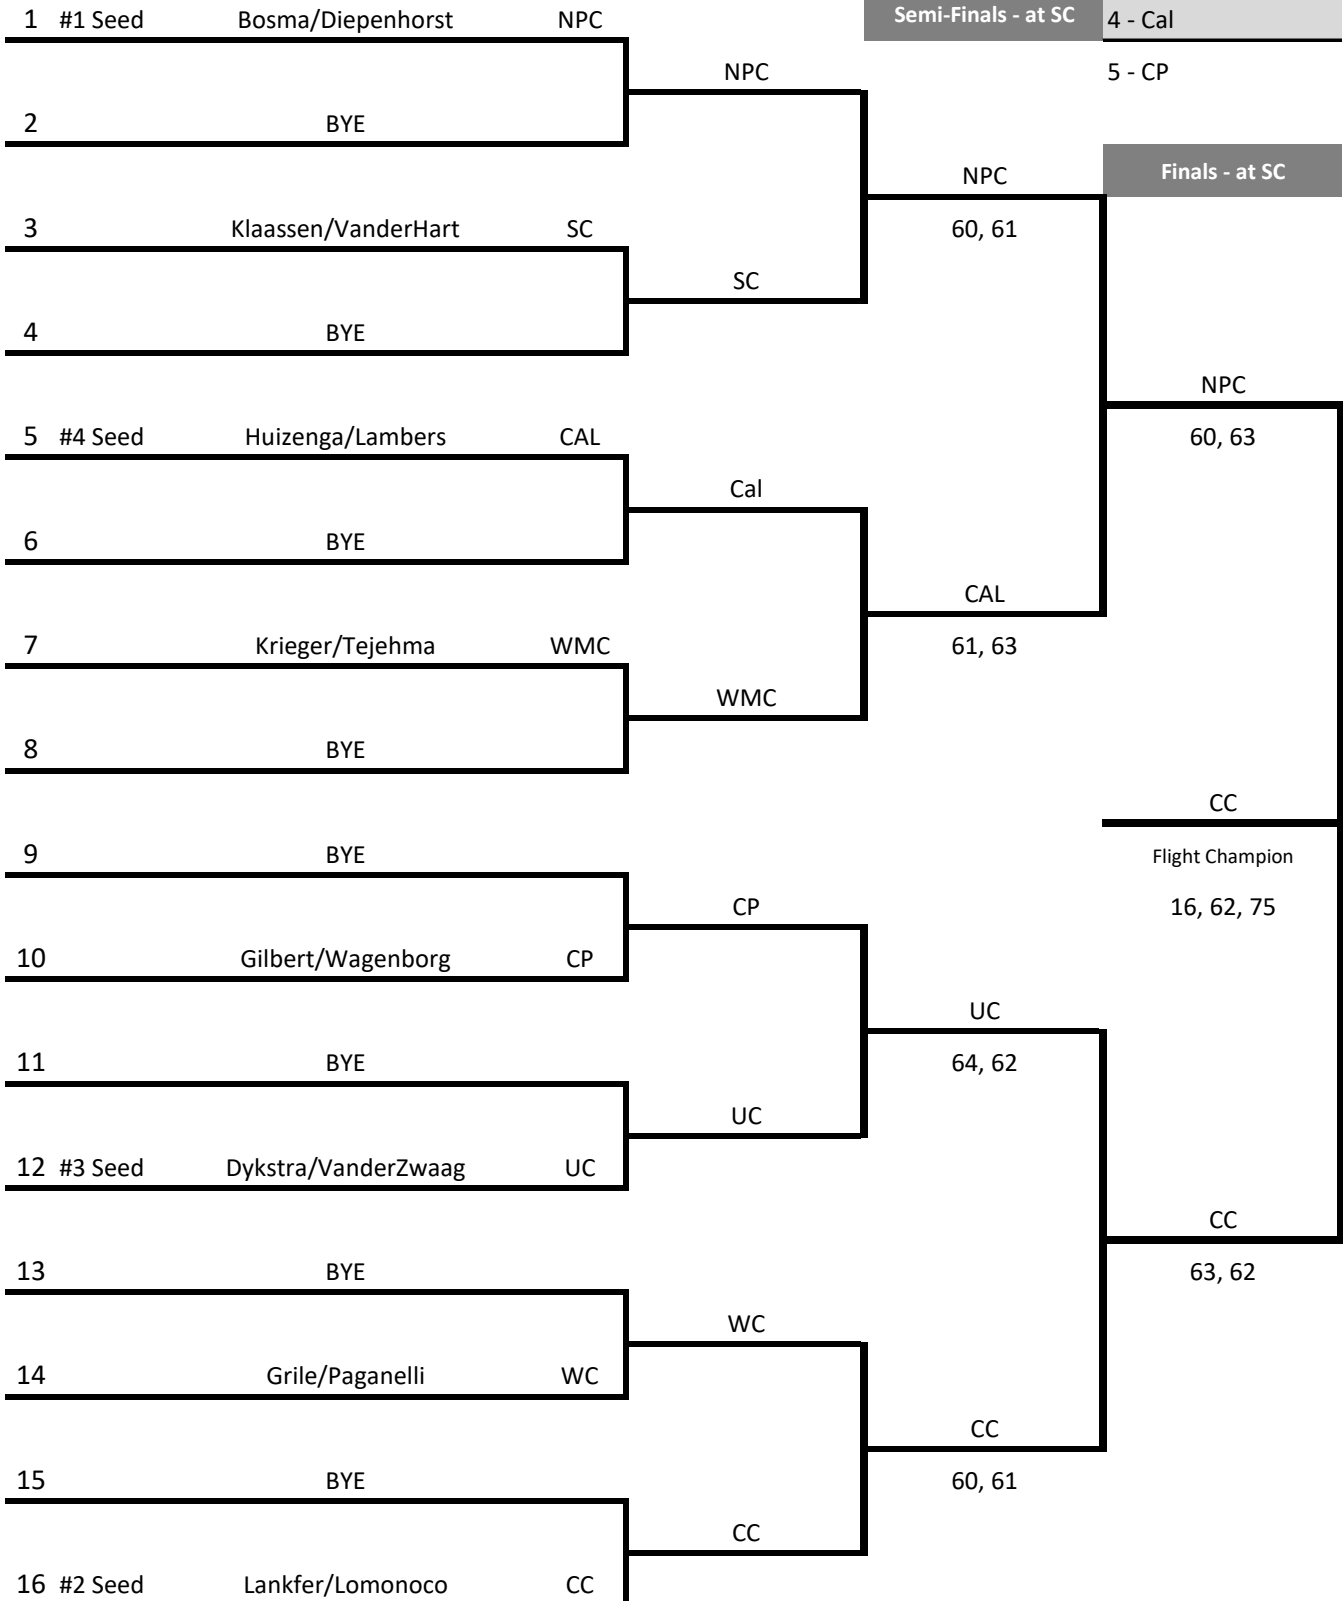 1 #1 Seed Bosma/Diepenhorst NPC Semi-Finals - at SC 4 - Cal
NPC 5 - CP
2 BYE
NPC Finals - at SC
3 Klaassen/VanderHart SC 60, 61
SC
4 BYE
NPC
5 #4 Seed Huizenga/Lambers CAL 60, 63
Cal
6 BYE
CAL
7 Krieger/Tejehma WMC 61, 63
WMC
8 BYE
CC
9 BYE Flight Champion
CP 16, 62, 75
10 Gilbert/Wagenborg CP
UC
11 BYE 64, 62
UC
12 #3 Seed Dykstra/VanderZwaag UC
CC
13 BYE 63, 62
WC
14 Grile/Paganelli WC
CC
15 BYE 60, 61
CC
16 #2 Seed Lankfer/Lomonoco CC